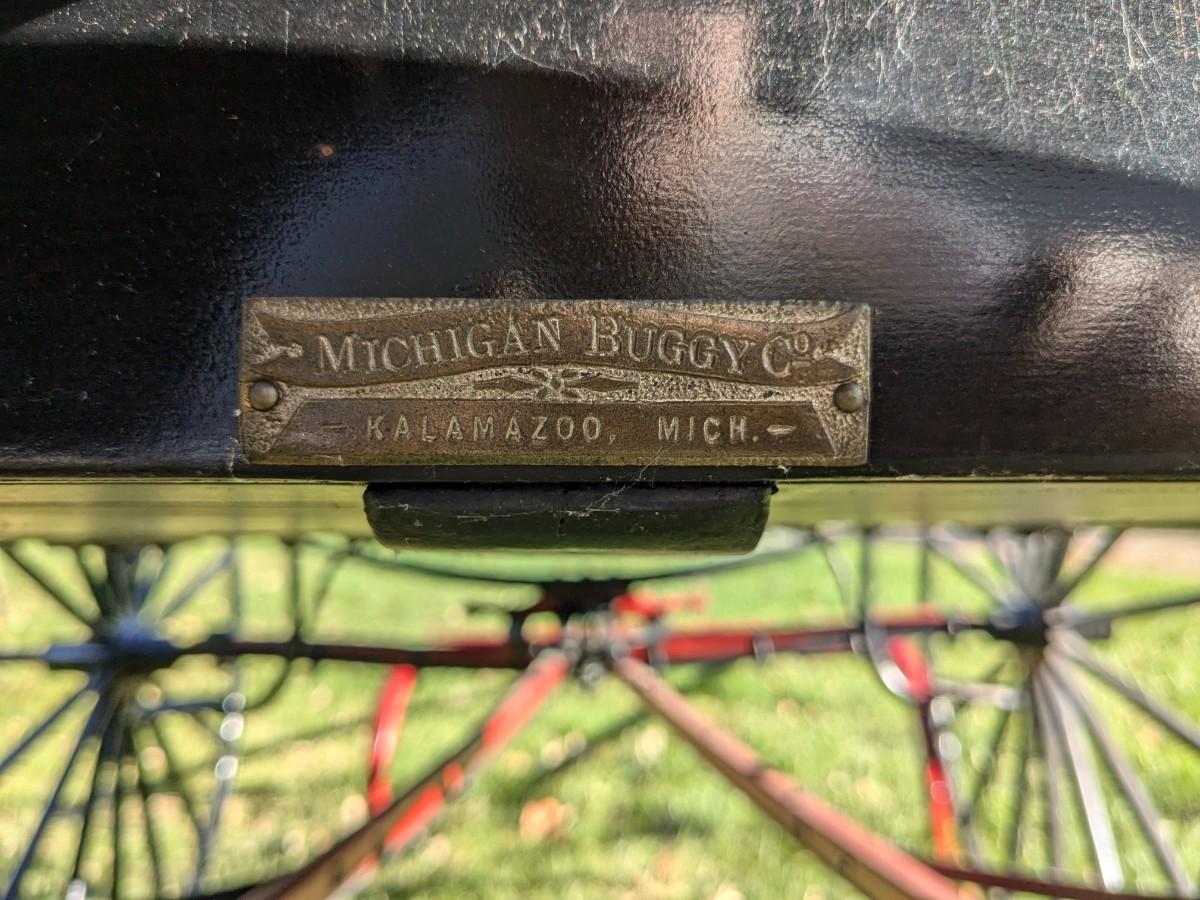 MICHIGAN BUGGY Cº
- KALAMAZOO, MICH. -